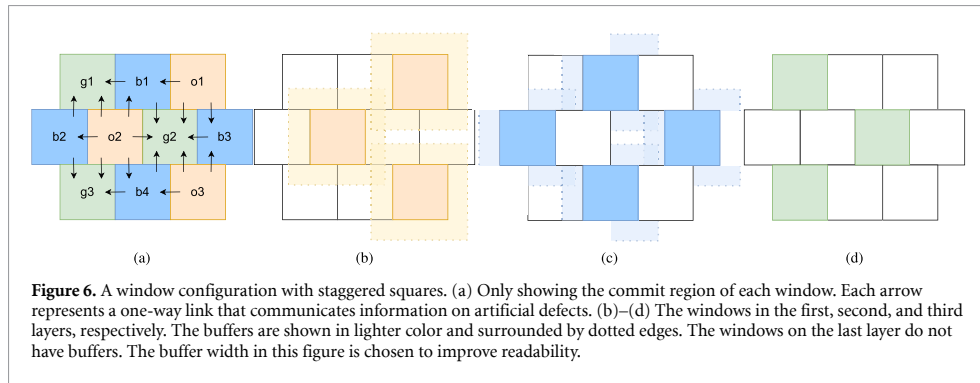 g1 b1 o1
b2 o2 g2 b3
g3 b4 o3
(a) (b) (c) (d)
Figure 6. A window configuration with staggered squares. (a) Only showing the commit region of each window. Each arrow
represents a one-way link that communicates information on artificial defects. (b)–(d) The windows in the first, second, and third
layers, respectively. The buffers are shown in lighter color and surrounded by dotted edges. The windows on the last layer do not
have buffers. The buffer width in this figure is chosen to improve readability.